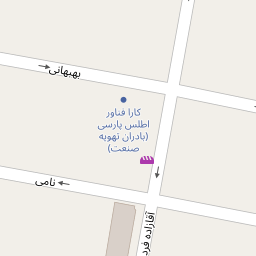 بهبهانی
کارا فناور
اطلس پارسی
(بادران تهویه
صنعت)
نامی
آقازاده فرد